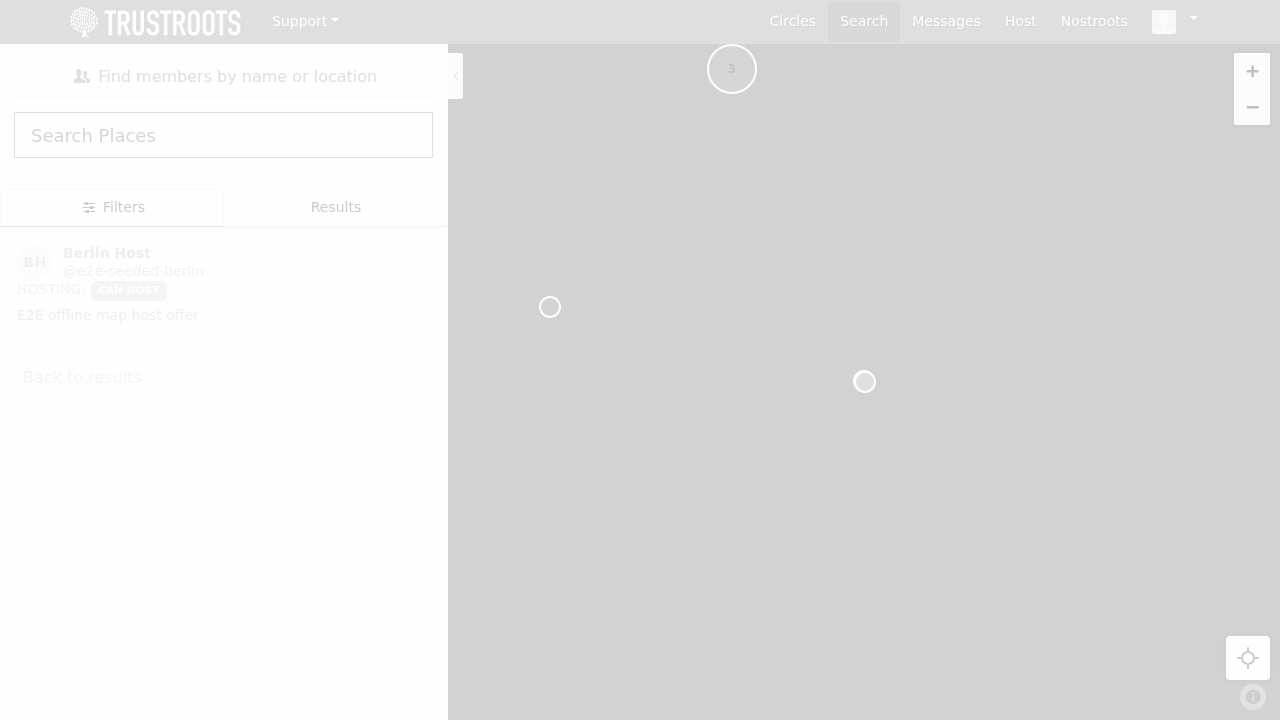 TRUSTROOTS
Support
Circles
Search
Messages
Host
Nostroots
Find members by name or location
Search Places
Filters
Results
BH
Berlin Host
@e2e-seeded-berlin
HOSTING: CAN HOST
E2E offline map host offer
Back to results
3
+
−